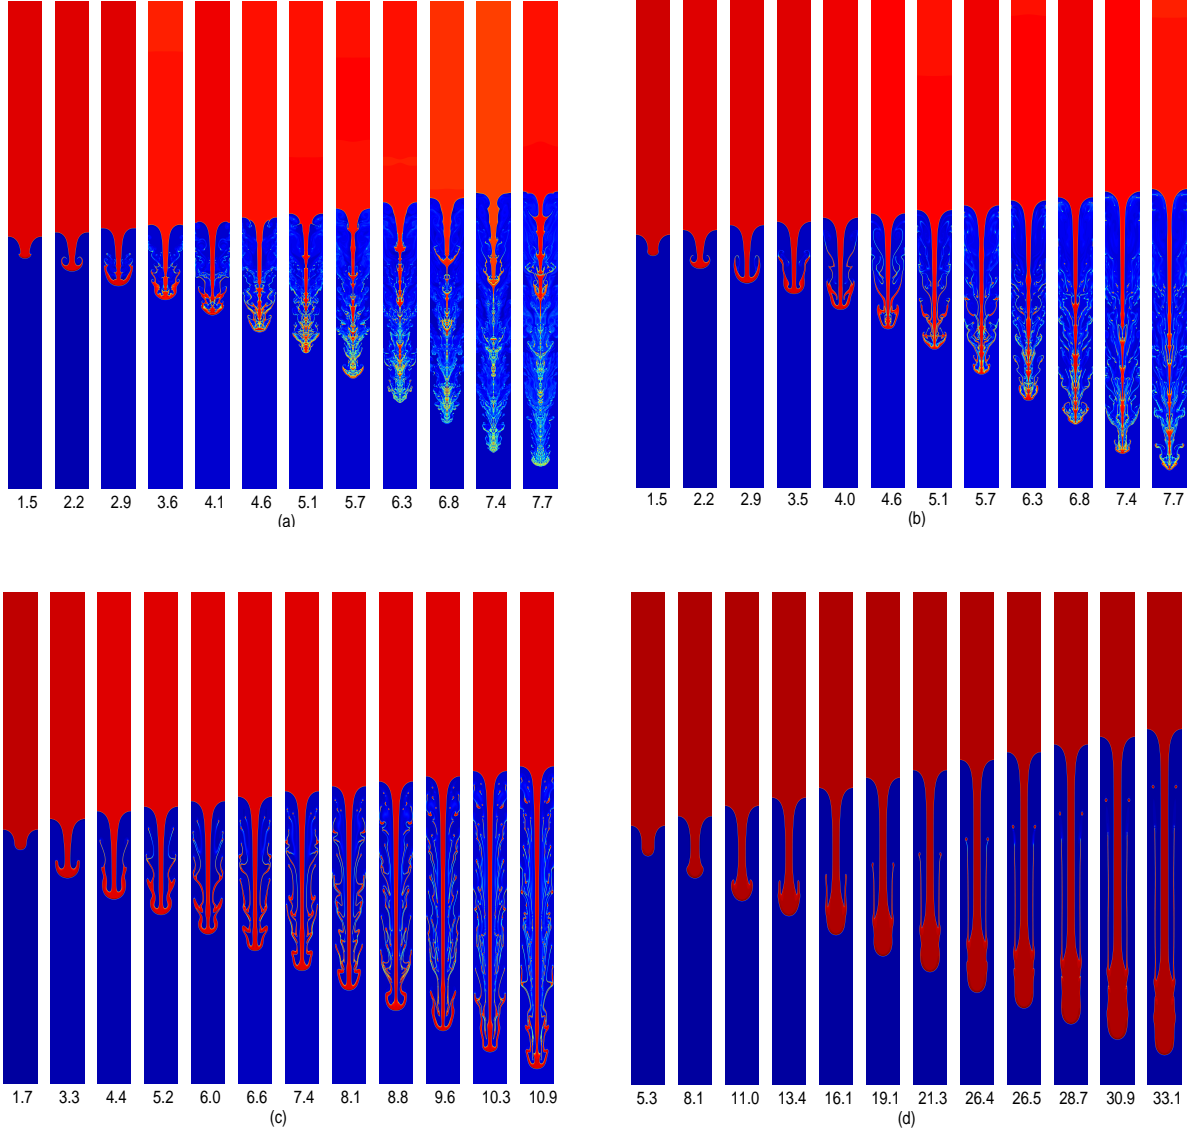 1.5 2.2 2.9 3.6 4.1 4.6 5.1 5.7 6.3 6.8 7.4 7.7
(a)
1.5 2.2 2.9 3.5 4.0 4.6 5.1 5.7 6.3 6.8 7.4 7.7
(b)
1.7 3.3 4.4 5.2 6.0 6.6 7.4 8.1 8.8 9.6 10.3 10.9
(c)
5.3 8.1 11.0 13.4 16.1 19.1 21.3 26.4 26.5 28.7 30.9 33.1
(d)